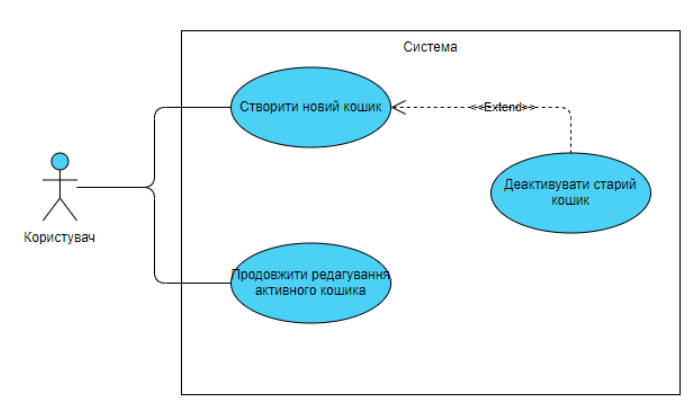 Система
Створити новий кошик
<<Extend>>
Деактивувати старий
кошик
Користувач
Продовжити редагування
активного кошика